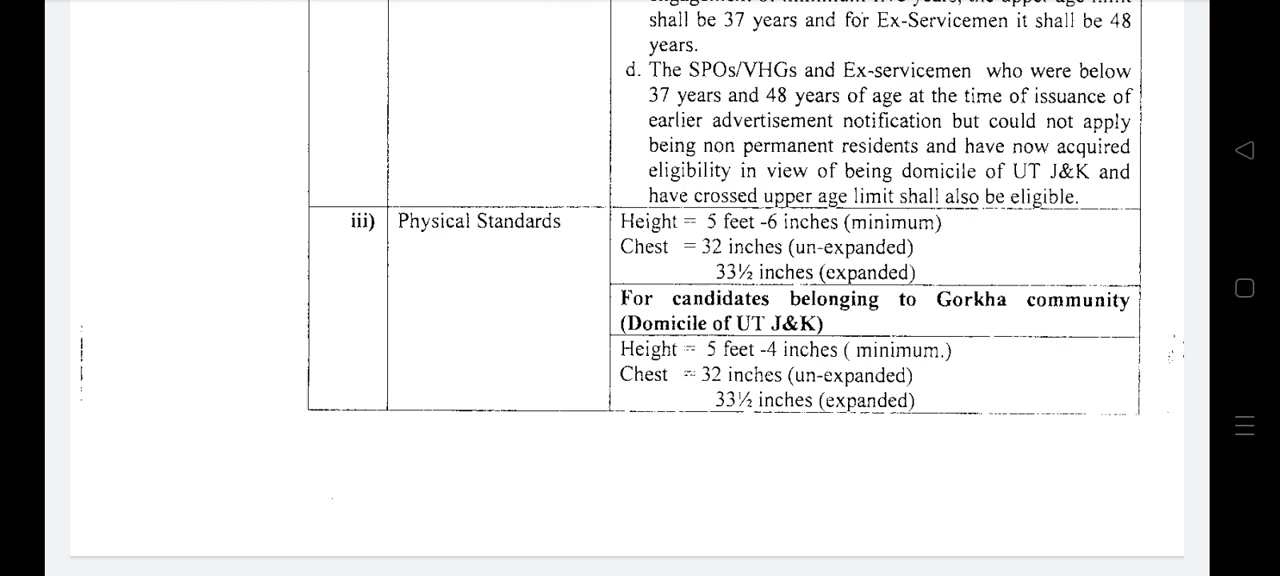 shall be 37 years and for Ex-Servicemen it shall be 48
years.
d. The SPOs/VHGs and Ex-servicemen who were below
37 years and 48 years of age at the time of issuance of
earlier advertisement notification but could not apply
being non permanent residents and have now acquired
eligibility in view of being domicile of UT J&K and
have crossed upper age limit shall also be eligible.
iii) Physical Standards
Height = 5 feet -6 inches (minimum)
Chest = 32 inches (un-expanded)
33½ inches (expanded)
For candidates belonging to Gorkha community
(Domicile of UT J&K)
Height = 5 feet -4 inches ( minimum.)
Chest = 32 inches (un-expanded)
33½ inches (expanded)